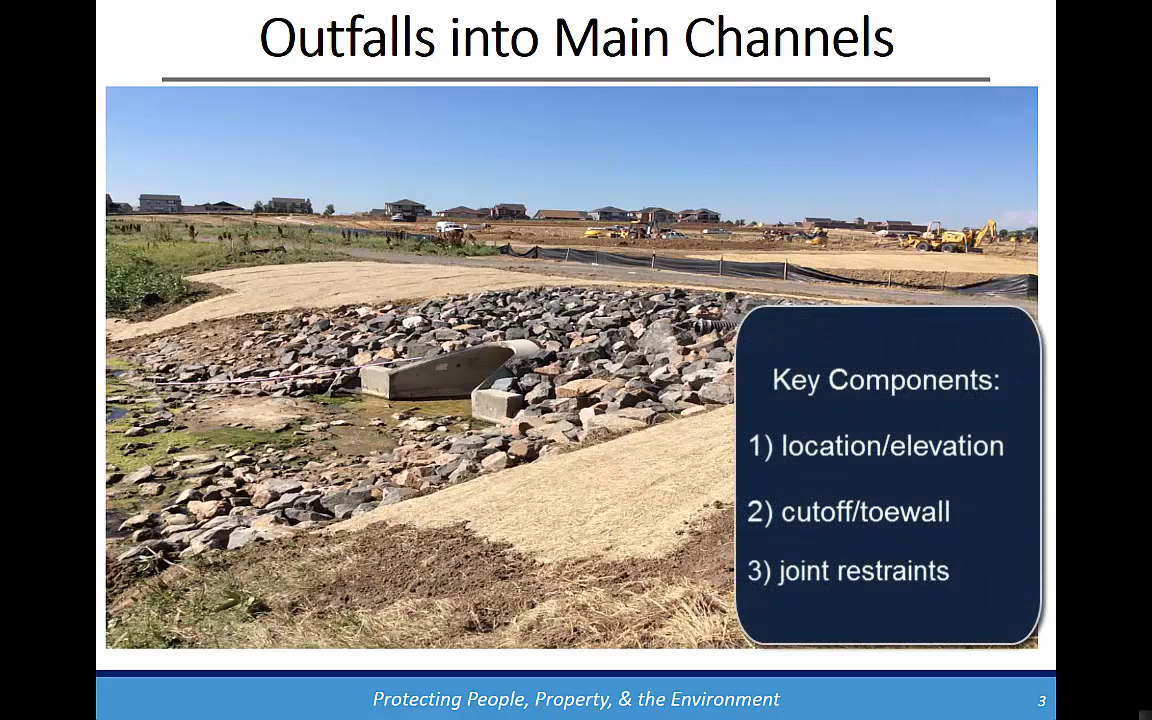 Outfalls into Main Channels
Key Components:
1) location/elevation
2) cutoff/toewall
3) joint restraints
Protecting People, Property, & the Environment
3